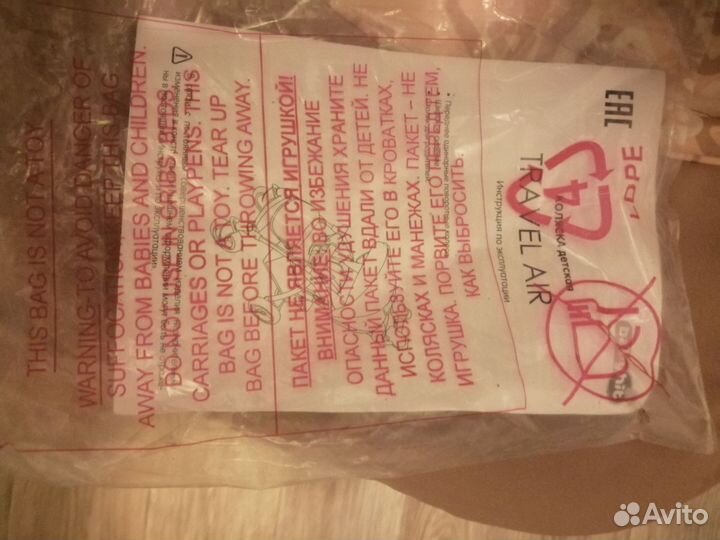 THIS BAG IS NOT A TOY
WARNING: TO AVOID DANGER OF
SUFFOCATION, KEEP THIS BAG
AWAY FROM BABIES AND CHILDREN.
DO NOT USE IN CRIBS, BEDS,
CARRIAGES OR PLAYPENS. THIS
BAG IS NOT A TOY. TEAR UP
BAG BEFORE THROWING AWAY.
ПАКЕТ НЕ ЯВЛЯЕТСЯ ИГРУШКОЙ!
ВНИМАНИЕ: ВО ИЗБЕЖАНИЕ
ОПАСНОСТИ УДУШЕНИЯ ХРАНИТЕ
ДАННЫЙ ПАКЕТ ВДАЛИ ОТ ДЕТЕЙ. НЕ
ИСПОЛЬЗУЙТЕ ЕГО В КРОВАТКАХ,
КОЛЯСКАХ И МАНЕЖАХ. ПАКЕТ – НЕ
ИГРУШКА. ПОРВИТЕ ЕГО ПЕРЕД ТЕМ,
КАК ВЫБРОСИТЬ.
EAC
4
Коляска детская
TRAVEL AIR
Инструкция по эксплуатации
Avito